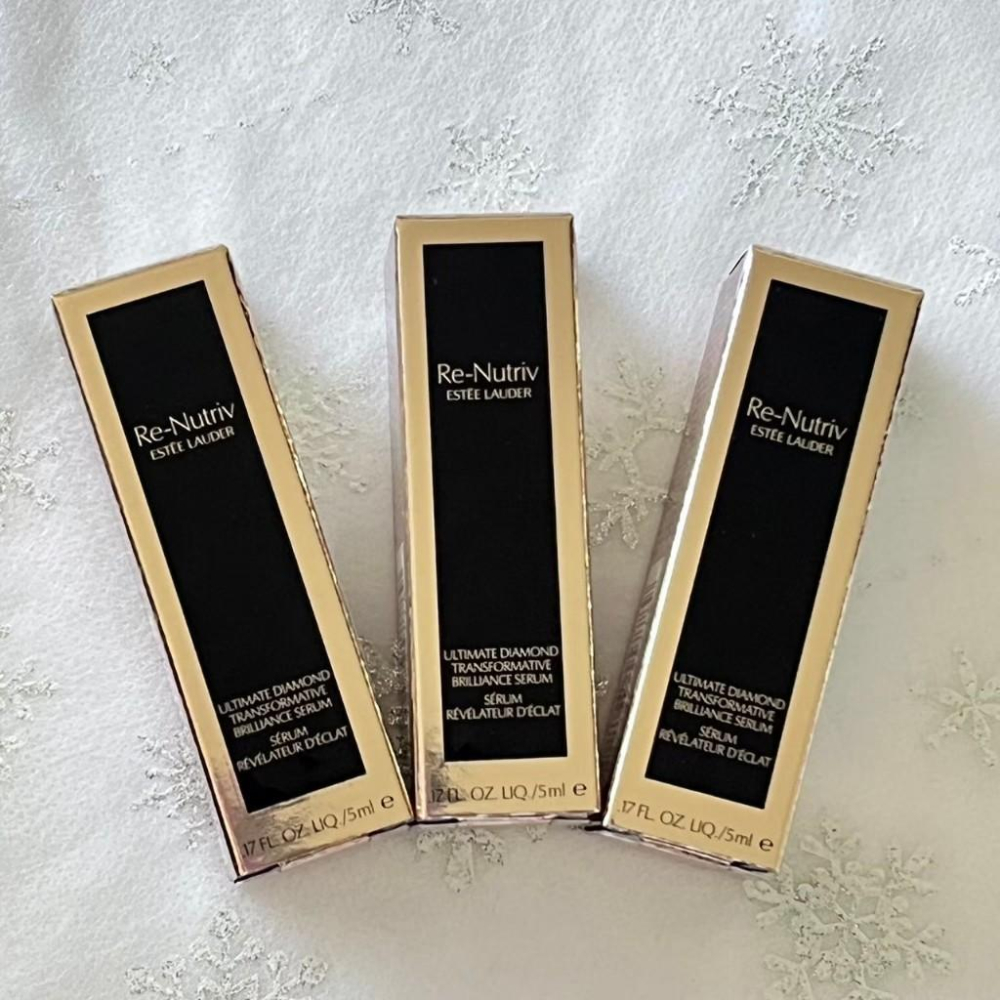 Re-Nutriv
ESTĒE LAUDER
ULTIMATE DIAMOND
TRANSFORMATIVE
BRILLIANCE SERUM
SÉRUM
RÉVÉLATEUR D'ÉCLAT
.17 FL. OZ. LIQ./5ml ℮
Re-Nutriv
ESTĒE LAUDER
ULTIMATE DIAMOND
TRANSFORMATIVE
BRILLIANCE SERUM
SÉRUM
RÉVÉLATEUR D'ÉCLAT
.17 FL. OZ. LIQ./5ml ℮
Re-Nutriv
ESTĒE LAUDER
ULTIMATE DIAMOND
TRANSFORMATIVE
BRILLIANCE SERUM
SÉRUM
RÉVÉLATEUR D'ÉCLAT
.17 FL. OZ. LIQ./5ml ℮